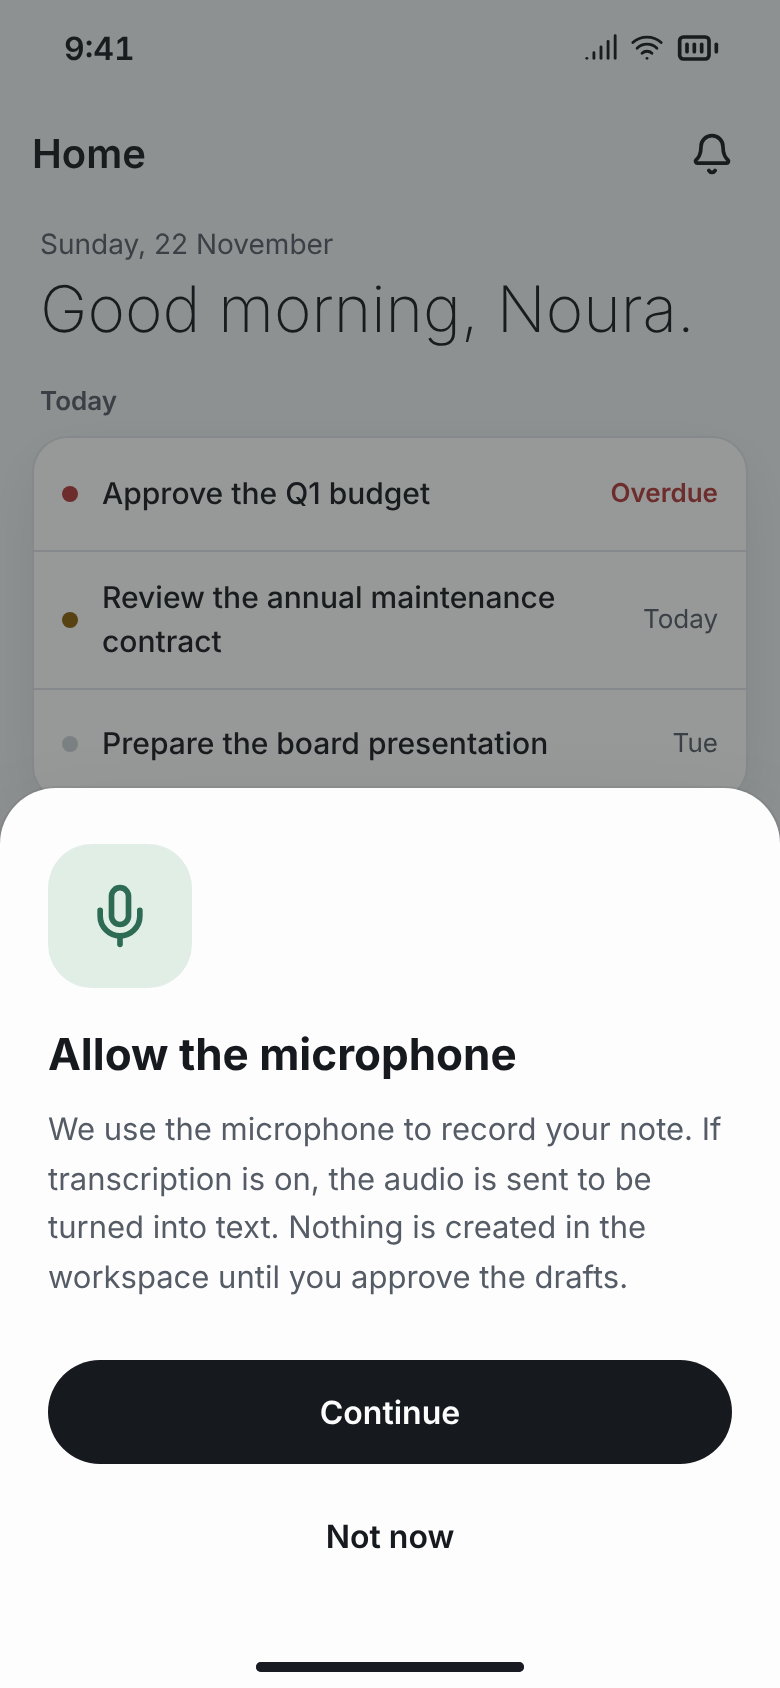 9:41
Home
Sunday, 22 November
Good morning, Noura.
Today
Approve the Q1 budget
Overdue
Review the annual maintenance
contract
Today
Prepare the board presentation
Tue
Allow the microphone
We use the microphone to record your note. If
transcription is on, the audio is sent to be
turned into text. Nothing is created in the
workspace until you approve the drafts.
Continue
Not now